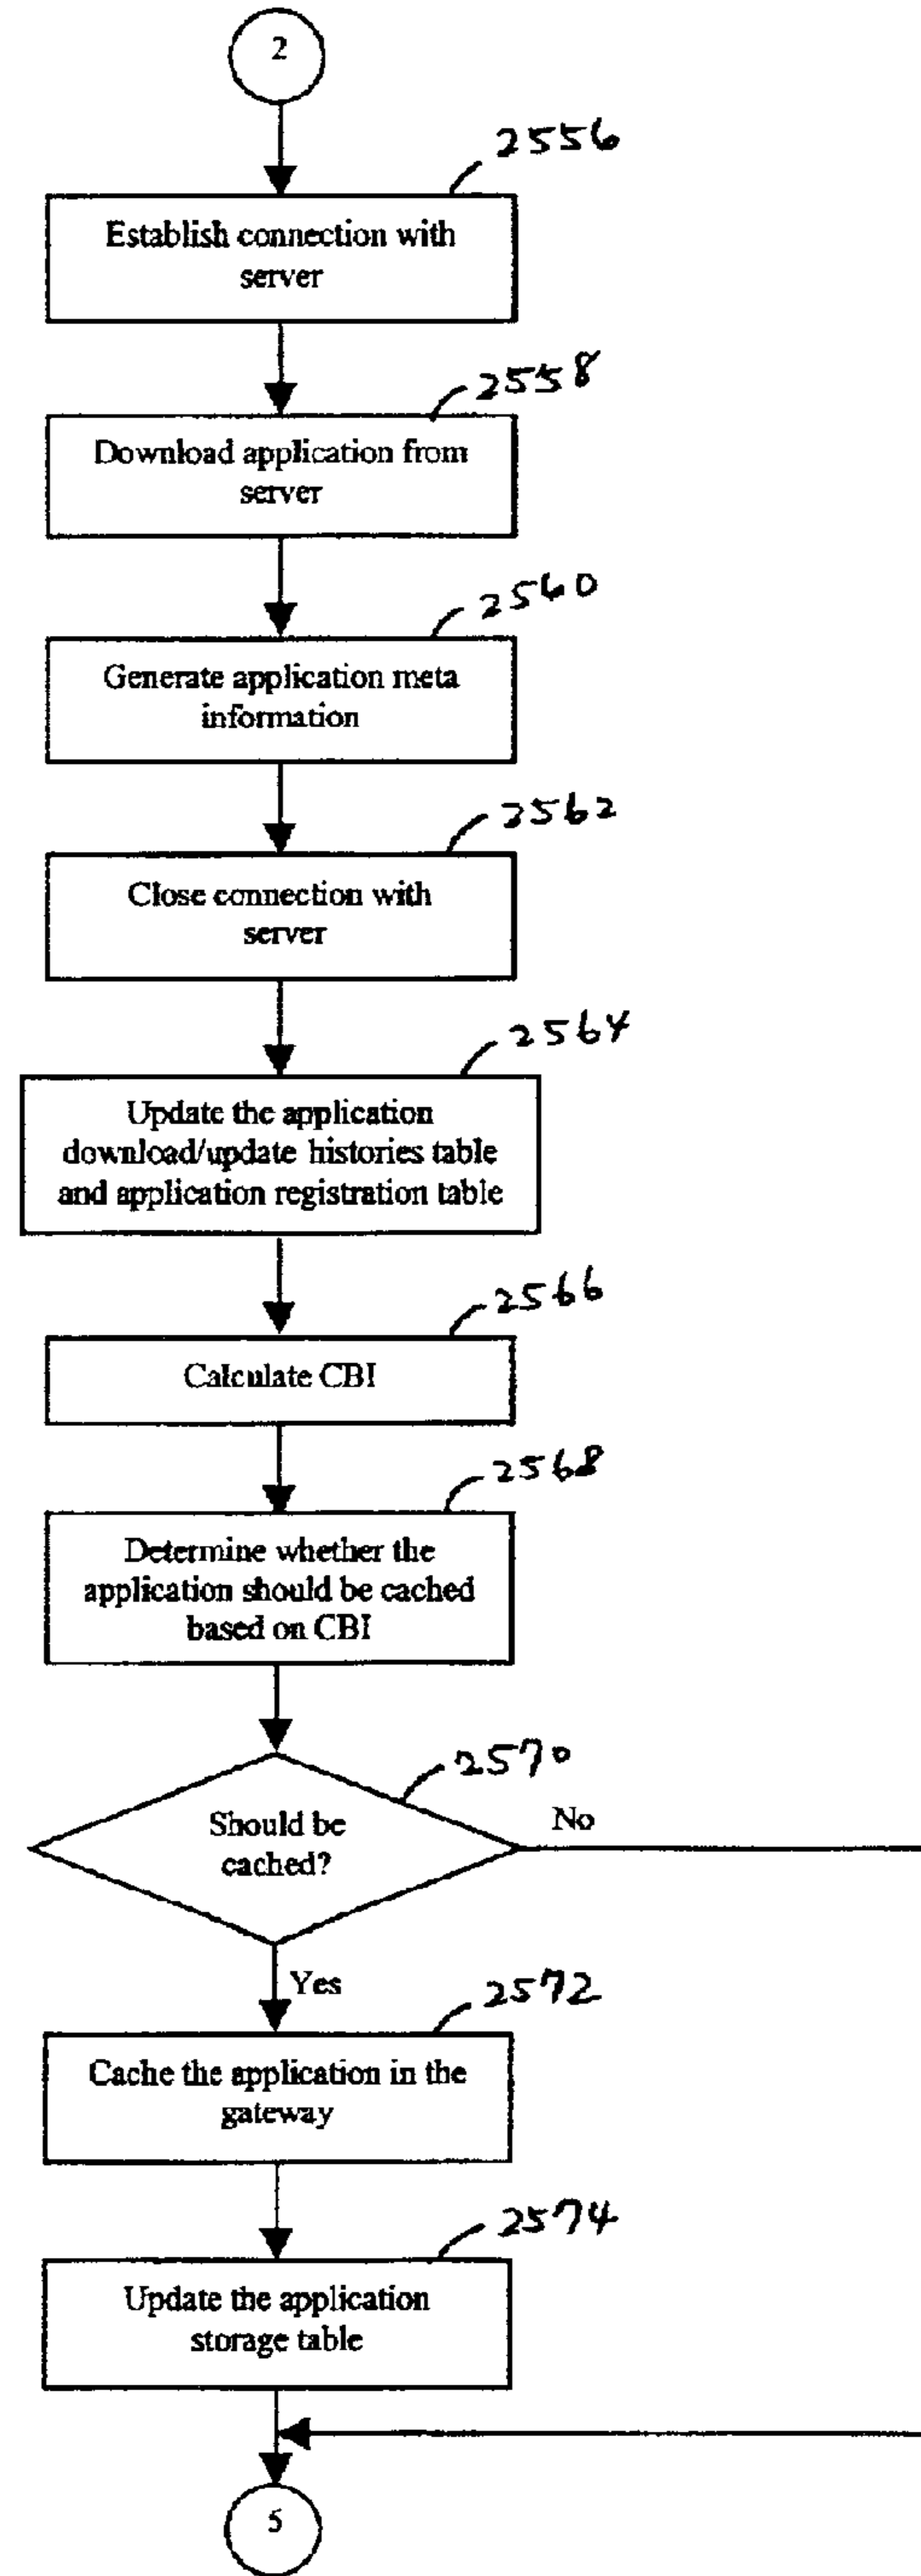 2
2556
Establish connection with
server
2558
Download application from
server
2560
Generate application meta
information
2562
Close connection with
server
2564
Update the application
download/update histories table
and application registration table
2566
Calculate CBI
2568
Determine whether the
application should be cached
based on CBI
2570
Should be
cached?
No
Yes
2572
Cache the application in the
gateway
2574
Update the application
storage table
5